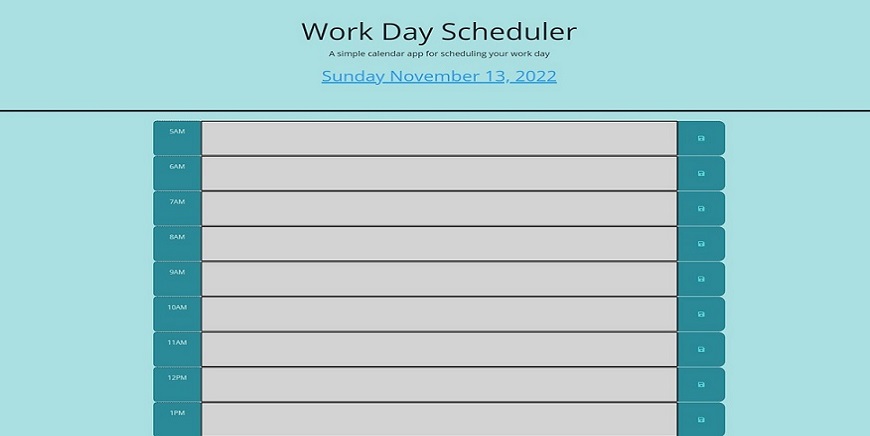 Work Day Scheduler
A simple calendar app for scheduling your work day
Sunday November 13, 2022
5AM
6AM
7AM
8AM
9AM
10AM
11AM
12PM
1PM